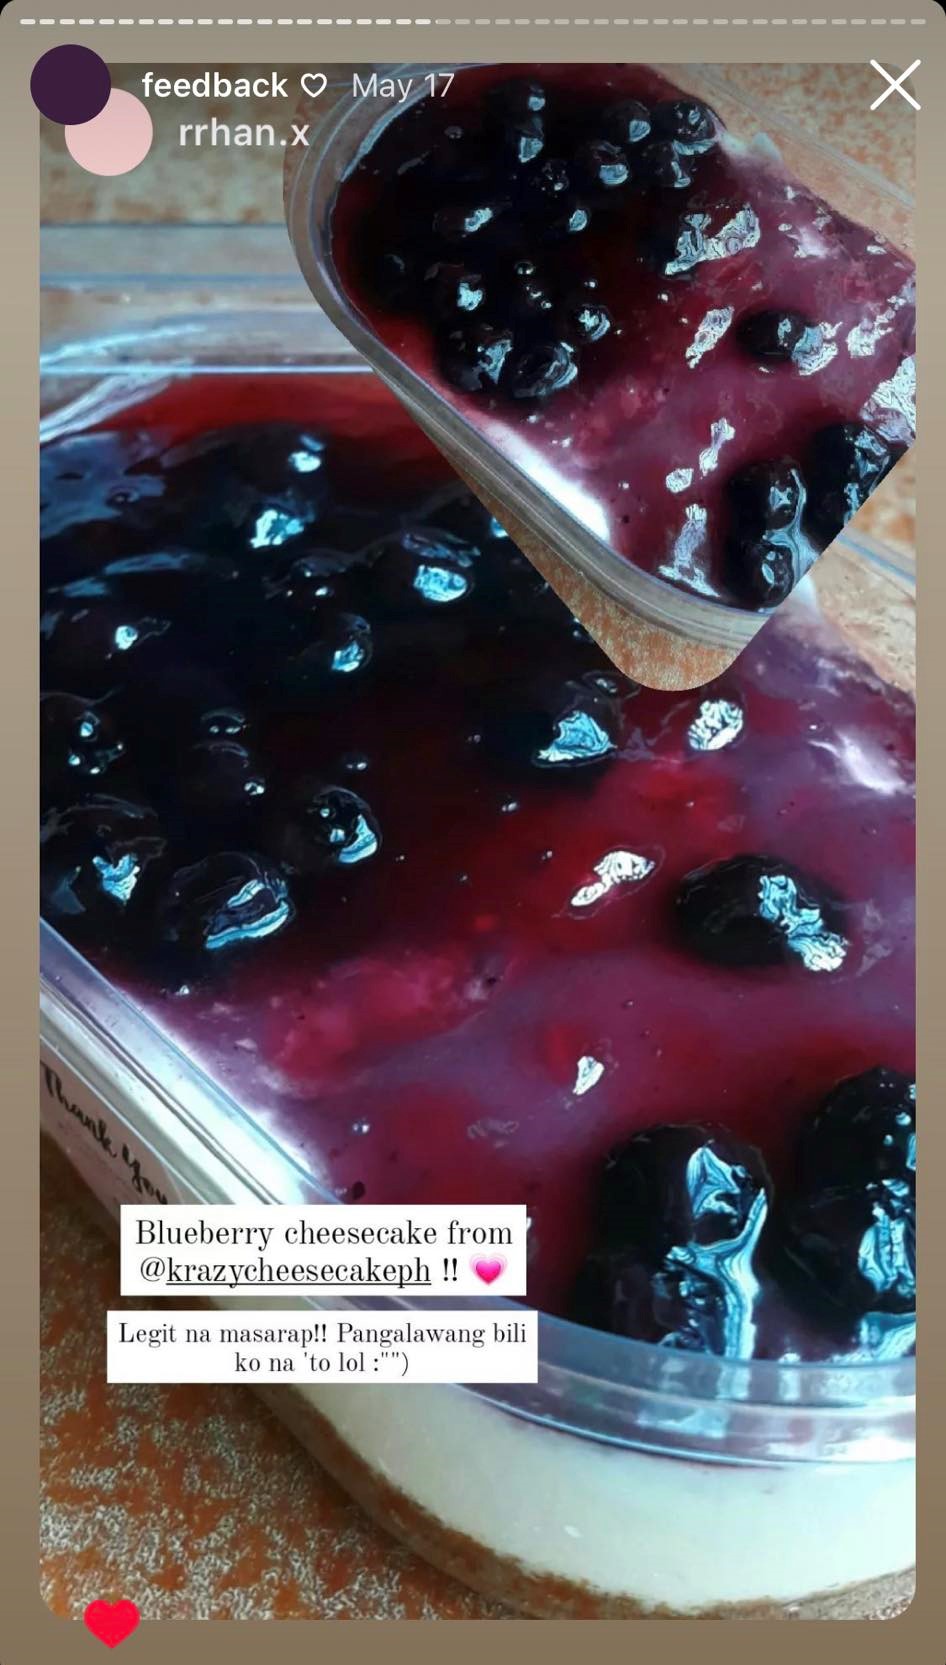 feedback ♡ May 17
rrhan.x
Thank you
Blueberry cheesecake from
@krazycheesecakeph !! 💗
Legit na masarap!! Pangalawang bili
ko na 'to lol :"")